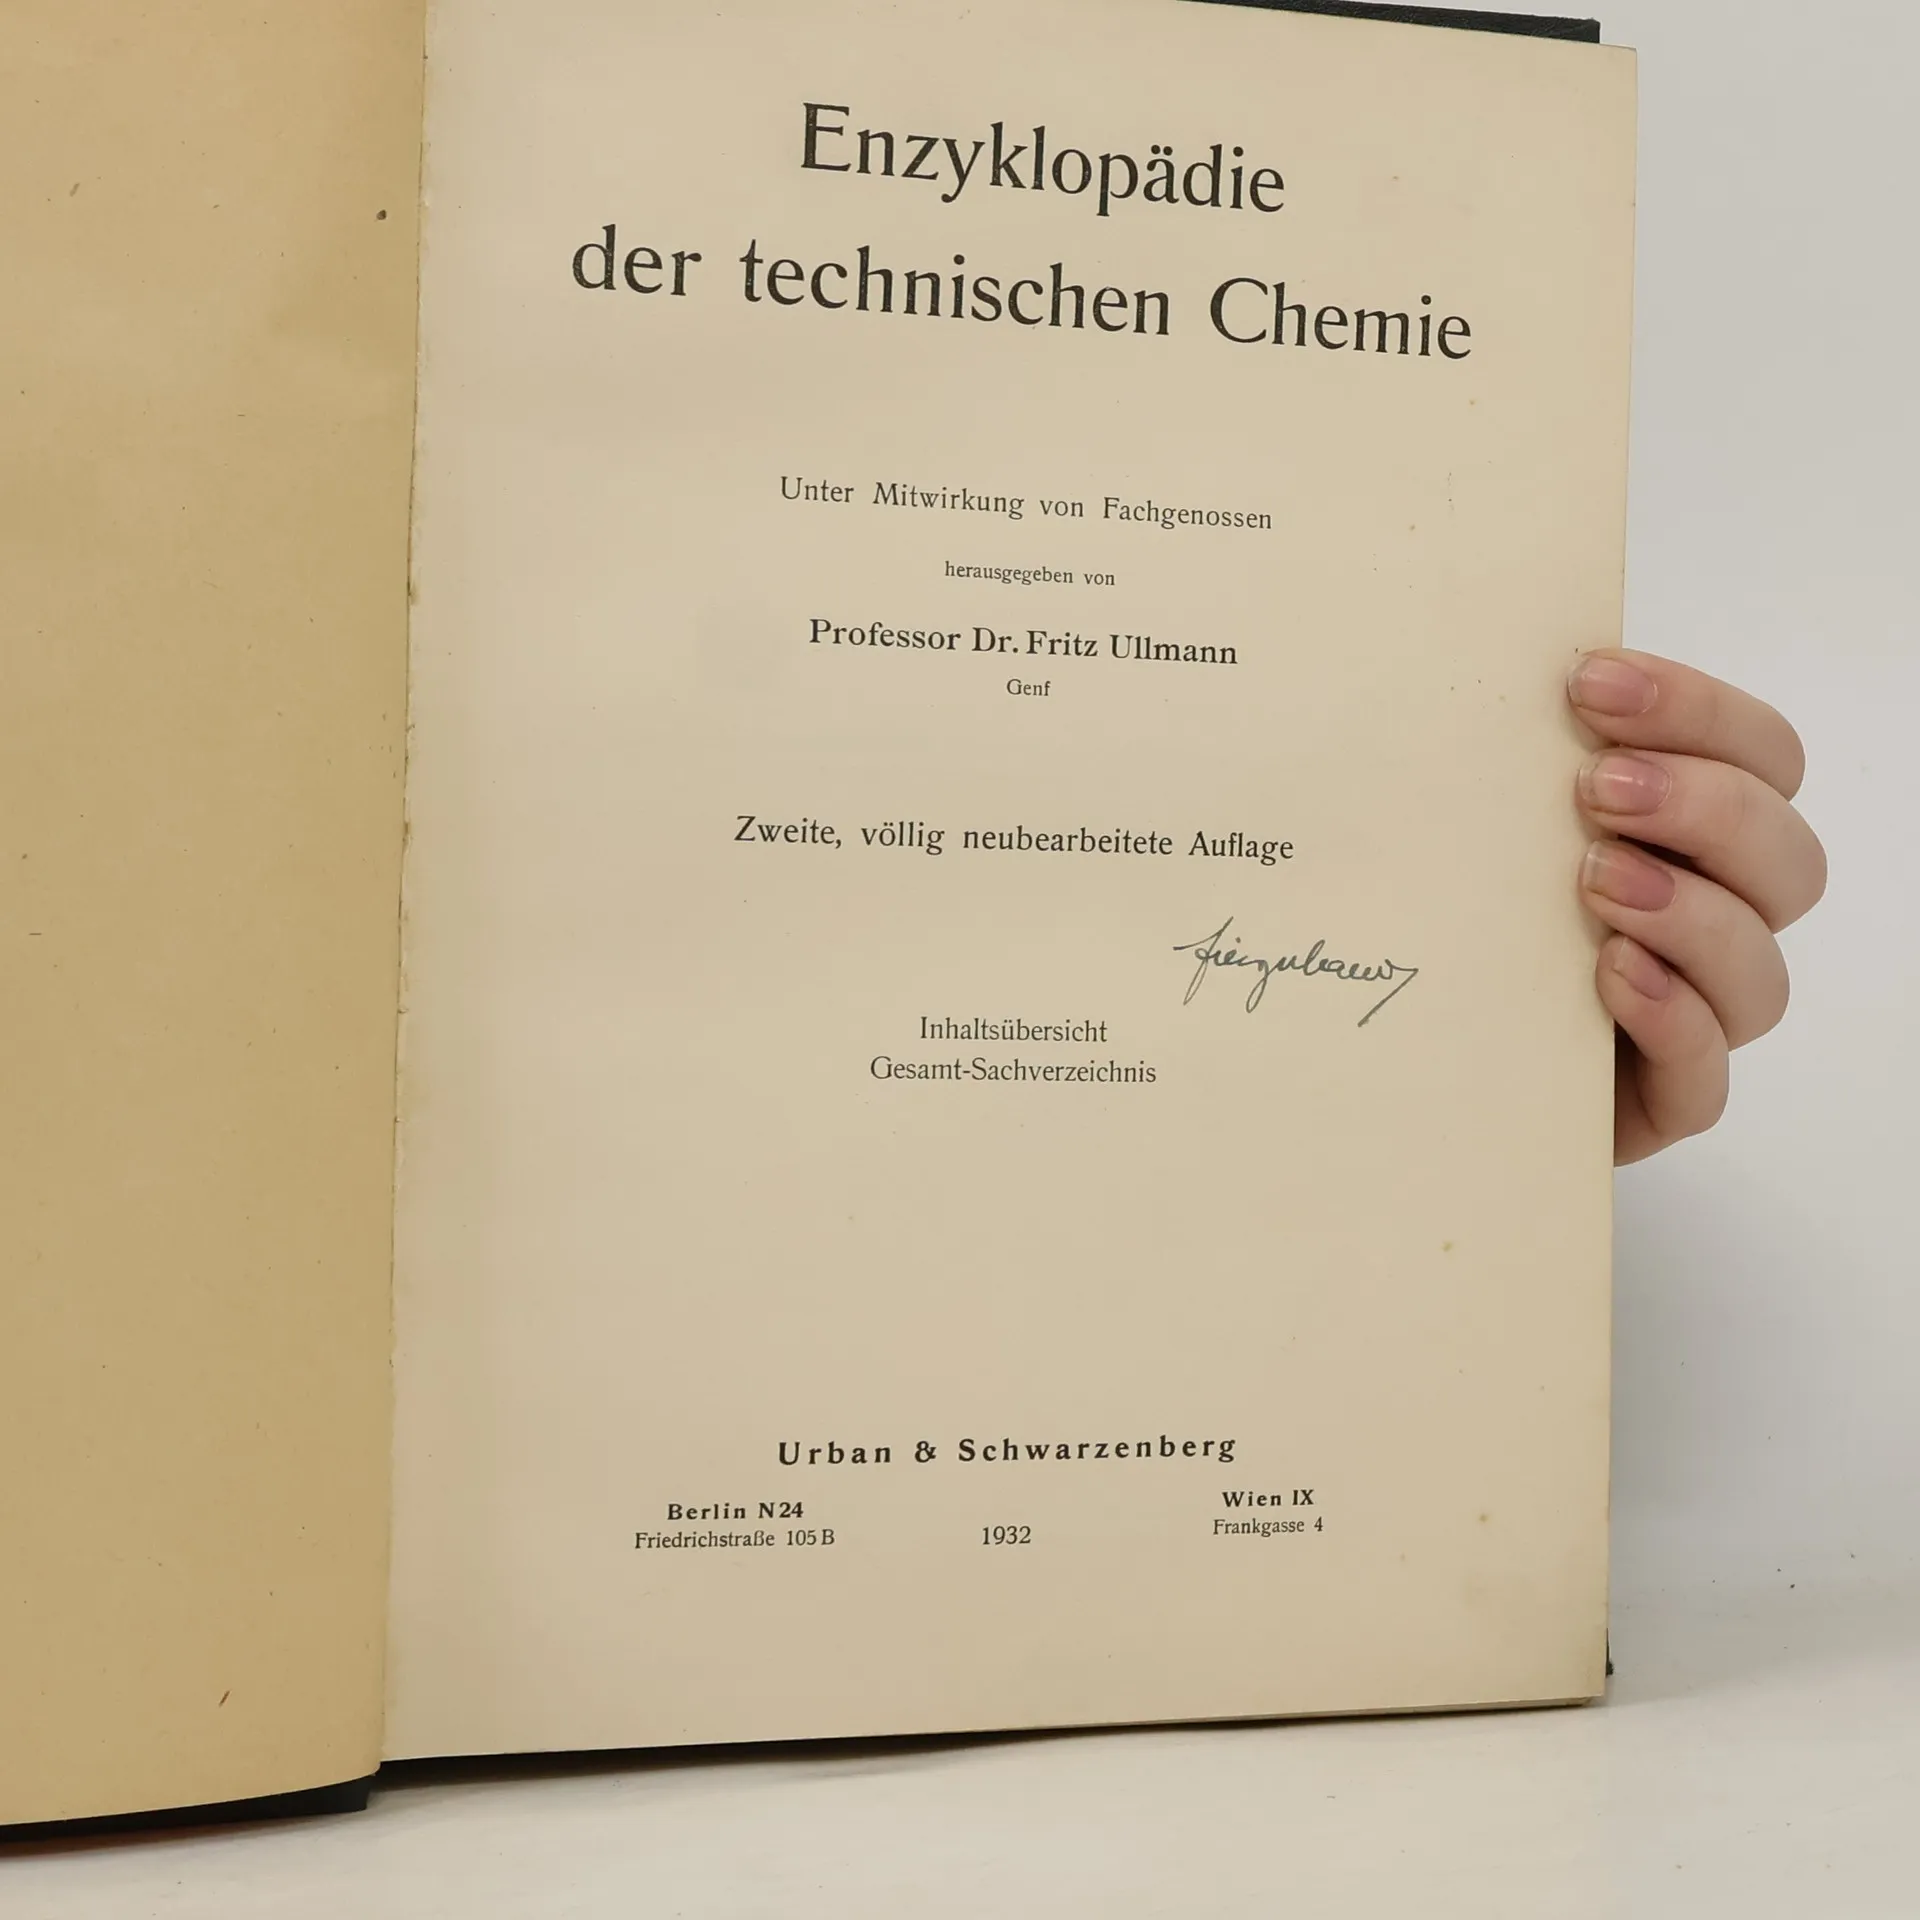 Enzyklopädie
der technischen Chemie
Unter Mitwirkung von Fachgenossen
herausgegeben von
Professor Dr. Fritz Ullmann
Genf
Zweite, völlig neubearbeitete Auflage
Inhaltsübersicht
Gesamt-Sachverzeichnis
Urban & Schwarzenberg
Berlin N 24
Friedrichstraße 105 B
1932
Wien IX
Frankgasse 4